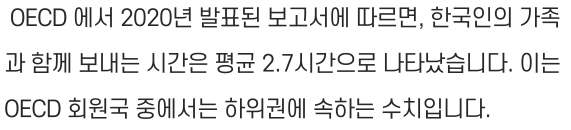 OECD 에서 2020년 발표된 보고서에 따르면, 한국인의 가족
과 함께 보내는 시간은 평균 2.7시간으로 나타났습니다. 이는
OECD 회원국 중에서는 하위권에 속하는 수치입니다.